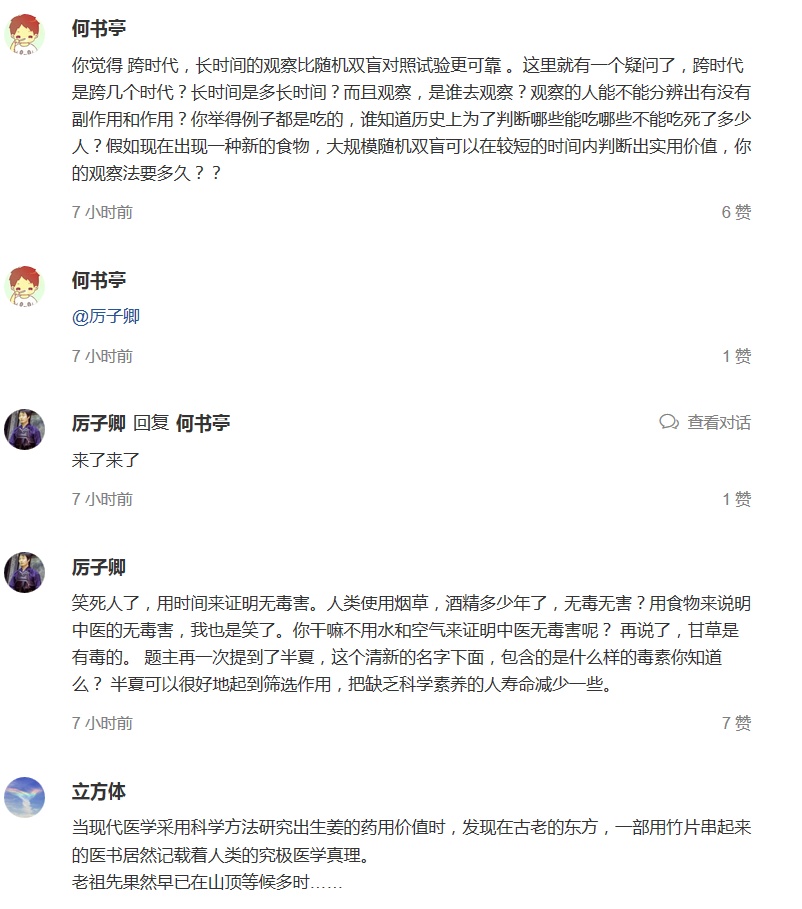 何书亭
你觉得 跨时代，长时间的观察比随机双盲对照试验更可靠 。这里就有一个疑问了，跨时代
是跨几个时代？长时间是多长时间？而且观察，是谁去观察？观察的人能不能分辨出有没有
副作用和作用？你举得例子都是吃的，谁知道历史上为了判断哪些能吃哪些不能吃死了多少
人？假如现在出现一种新的食物，大规模随机双盲可以在较短的时间内判断出实用价值，你
的观察法要多久？？
7 小时前 6 赞
何书亭
@厉子卿
7 小时前 1 赞
厉子卿 回复 何书亭 查看对话
来了来了
7 小时前 1 赞
厉子卿
笑死人了，用时间来证明无毒害。人类使用烟草，酒精多少年了，无毒无害？用食物来说明
中医的无毒害，我也是笑了。你干嘛不用水和空气来证明中医无毒害呢？ 再说了，甘草是
有毒的。 题主再一次提到了半夏，这个清新的名字下面，包含的是什么样的毒素你知道
么？ 半夏可以很好地起到筛选作用，把缺乏科学素养的人寿命减少一些。
7 小时前 7 赞
立方体
当现代医学采用科学方法研究出生姜的药用价值时，发现在古老的东方，一部用竹片串起来
的医书居然记载着人类的究极医学真理。
老祖先果然早已在山顶等候多时……